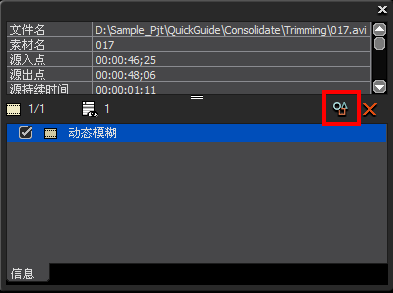 文件名 D:\Sample_Pjt\QuickGuide\Consolidate\Trimming\017.avi
素材名 017
源入点 00:00:46;25
源出点 00:00:48;06
源持续时间 00:00:01;11
1/1 1
动态模糊
信息